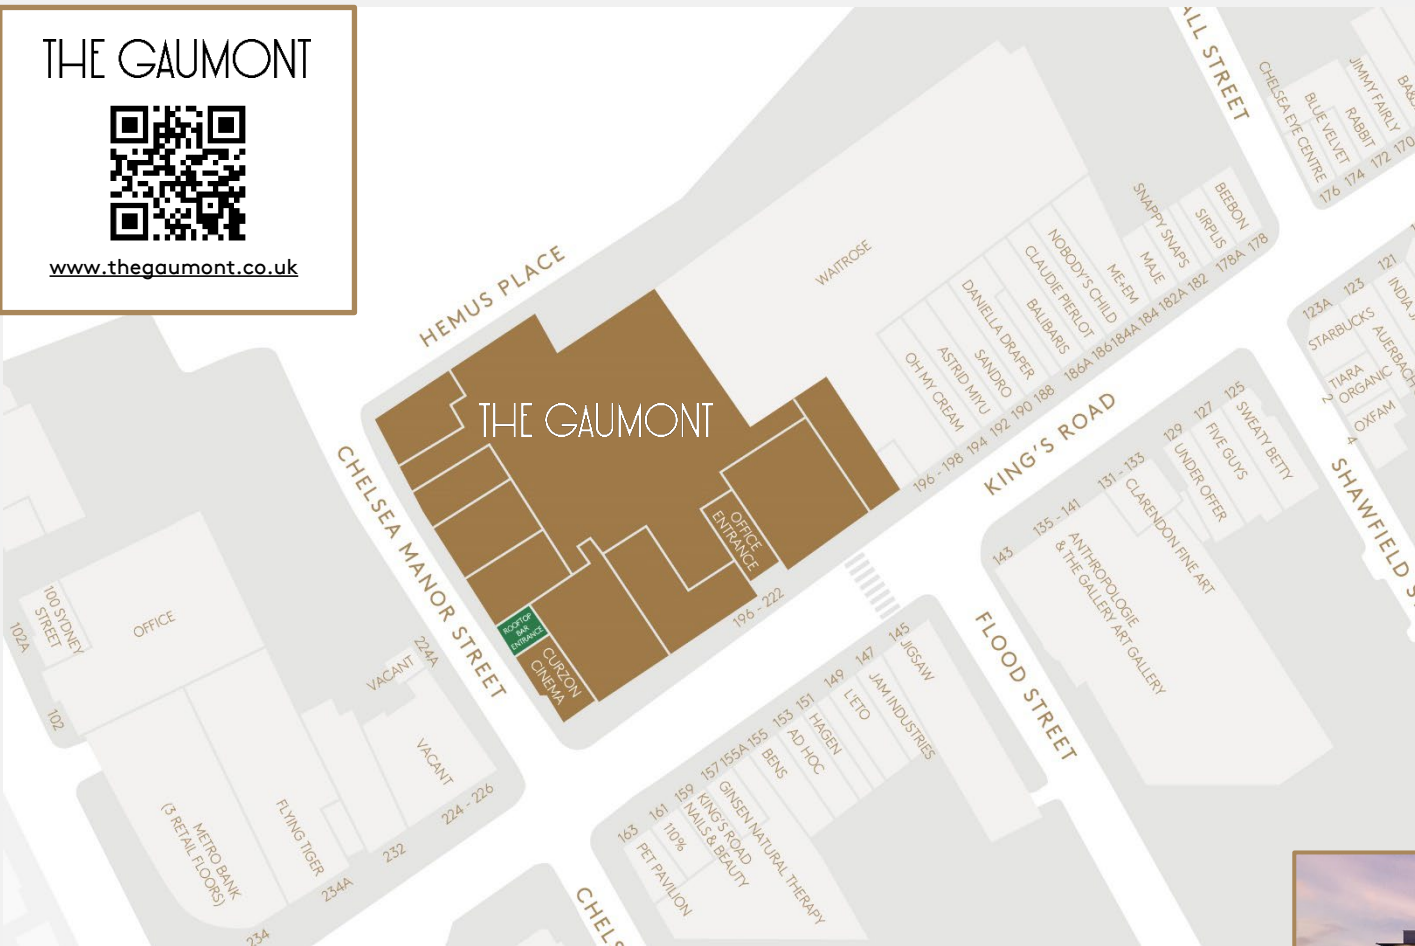 THE GAUMONT
www.thegaumont.co.uk
HEMUS PLACE
CHELSEA MANOR STREET
THE GAUMONT
OFFICE
ENTRANCE
ROOFTOP
BAR
ENTRANCE
CURZON
CINEMA
196 - 222
WAITROSE
OH MY CREAM
ASTRID MIYU
SANDRO
DANIELLA DRAPER
BALIBARIS
CLAUDIE PIERLOT
NOBODY'S CHILD
ME+EM
MAJE
SNAPPY SNAPS
SIRPLIS
BEEBON
196 - 198
194
192
190
188
186A
186
184A
184
182A
182
178A
178
KING'S ROAD
STREET
CHELSEA EYE CENTRE
BLUE VELVET
RABBIT
JIMMY FAIRLY
176
174
172
170
123A
123
121
STARBUCKS
TIARA
ORGANIC
OXFAM
2
4
SHAWFIELD
125
127
129
131 - 133
135 - 141
143
SWEATY BETTY
FIVE GUYS
UNDER OFFER
CLARENDON FINE ART
ANTHROPOLOGIE
& THE GALLERY ART GALLERY
FLOOD STREET
145
147
149
151
153
155
155A
157
159
161
163
JIGSAW
JAM INDUSTRIES
L'ETO
HAGEN
AD HOC
BENS
GINSEN NATURAL THERAPY
KING'S ROAD
NAILS & BEAUTY
110%
PET PAVILION
100 SYDNEY
STREET
102A
102
OFFICE
VACANT
224A
VACANT
224 - 226
232
234A
234
FLYING TIGER
METRO BANK
(3 RETAIL FLOORS)